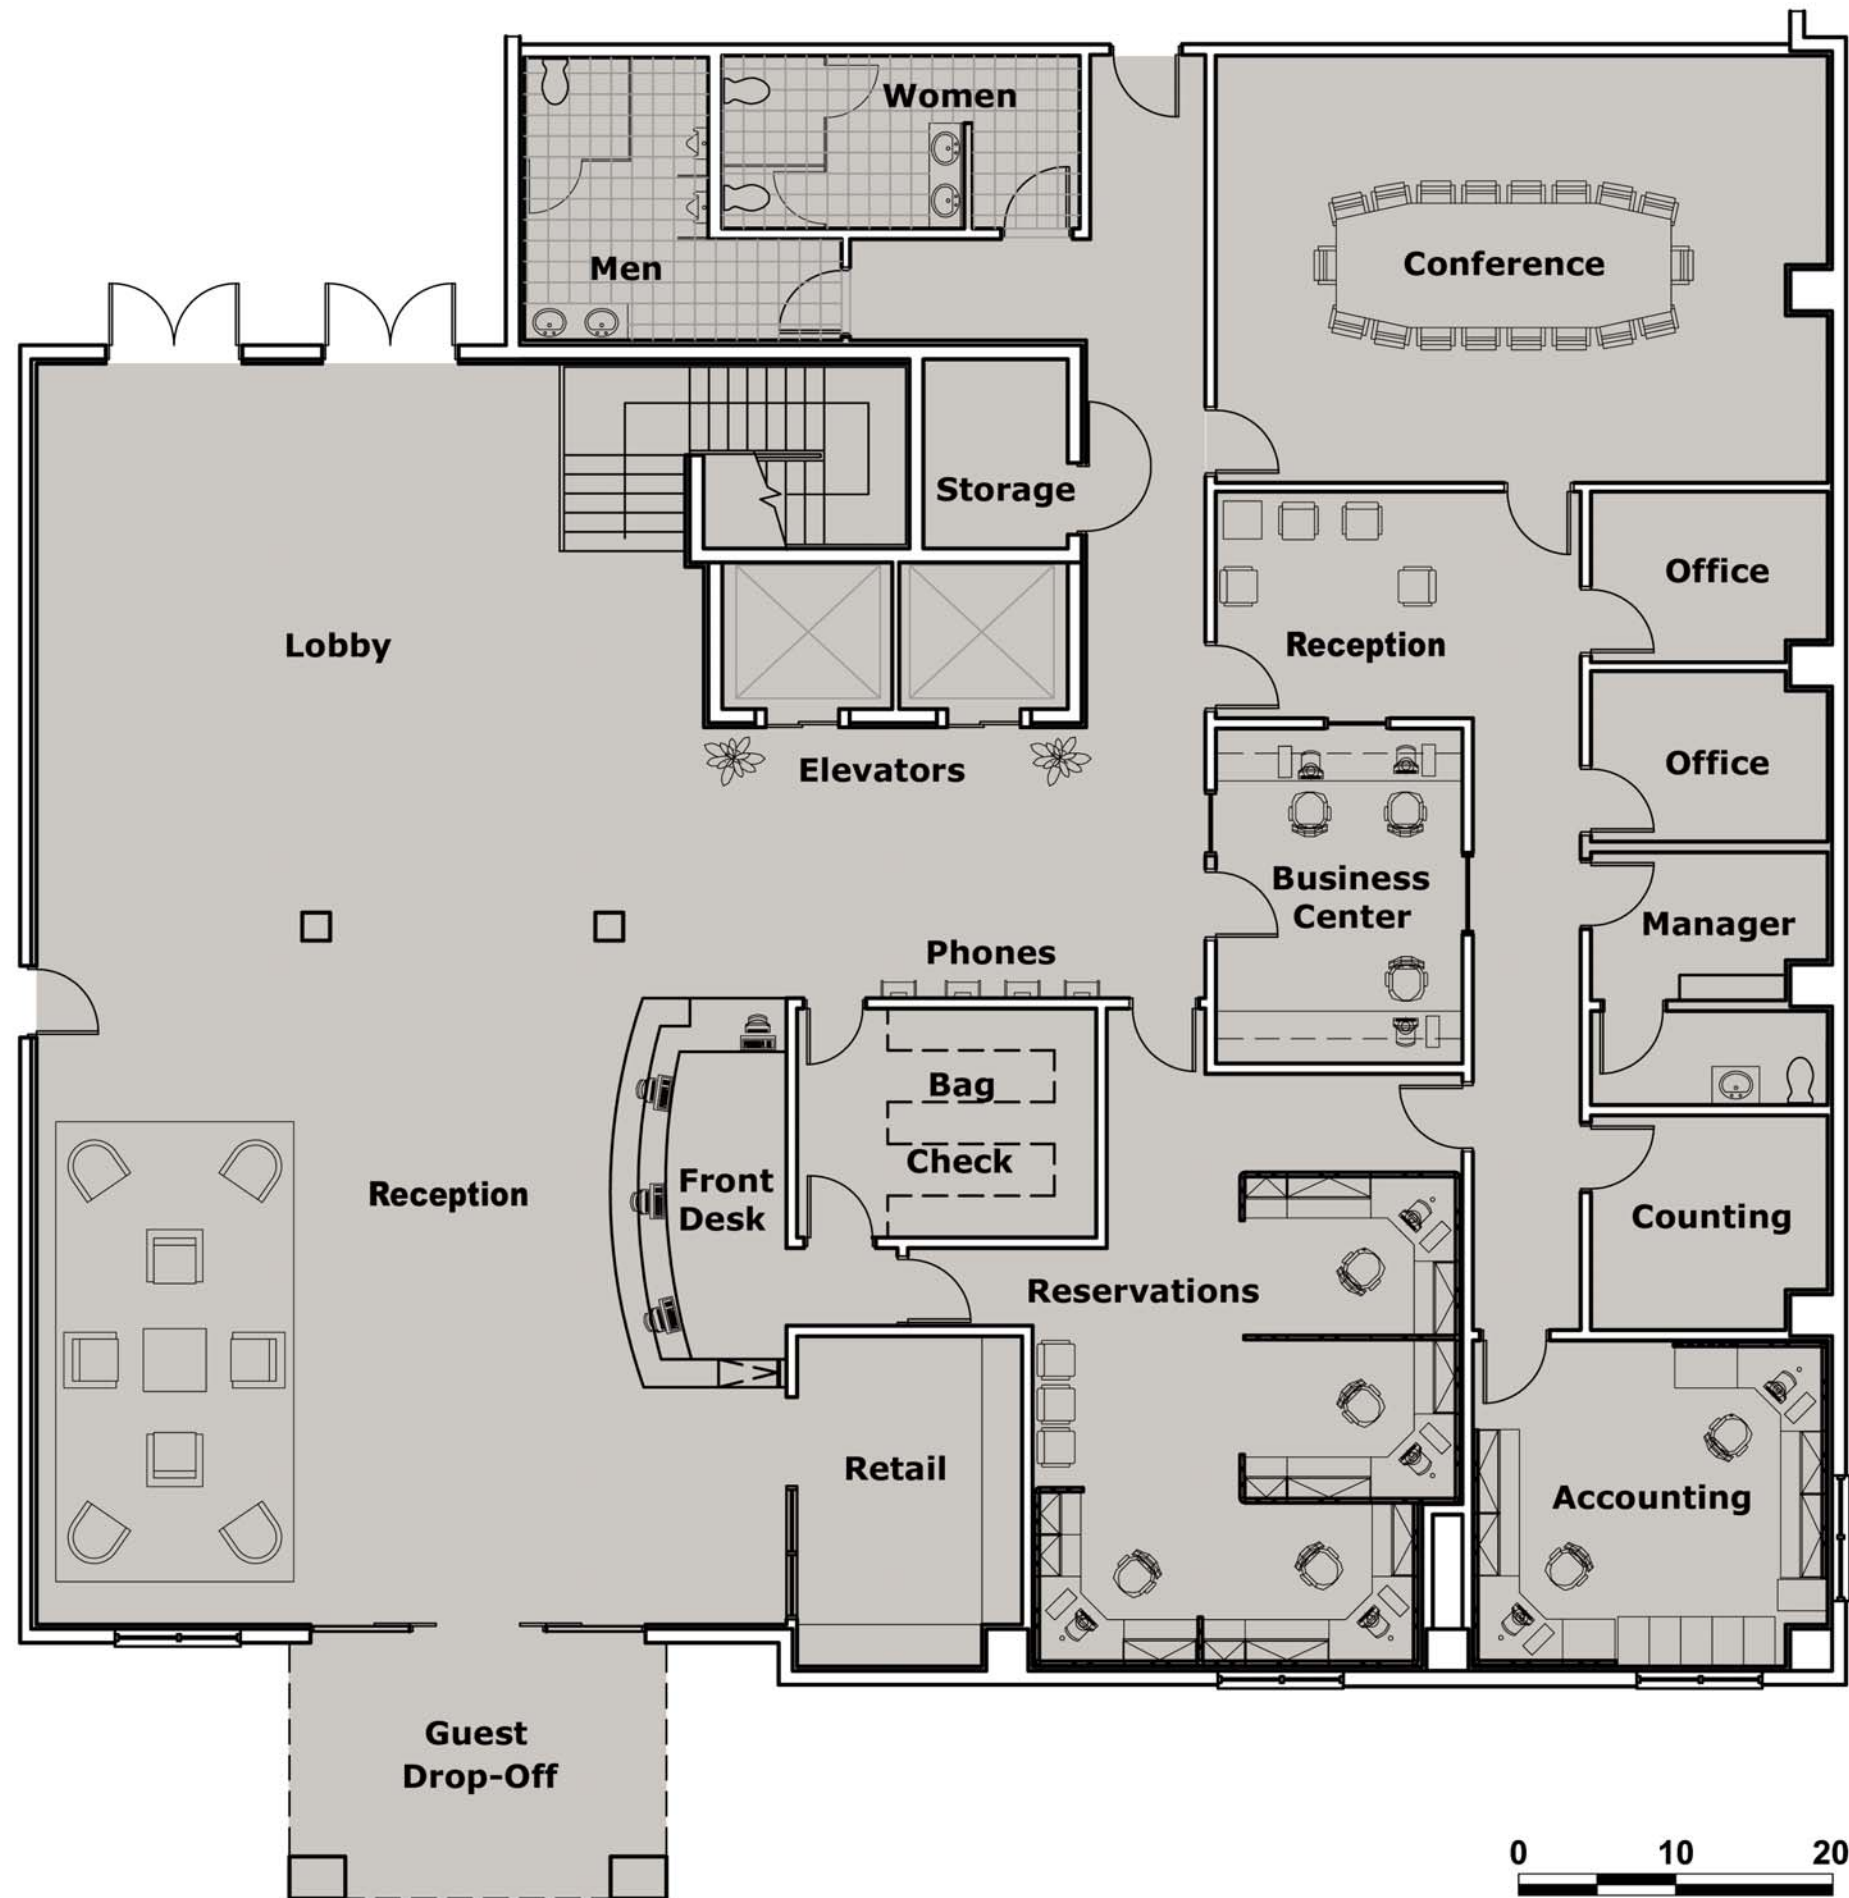 Women
Men
Conference
Storage
Office
Lobby
Reception
Office
Elevators
Business
Center
Manager
Phones
Bag
Check
Front
Desk
Reception
Counting
Reservations
Retail
Accounting
Guest
Drop-Off
0 10 20